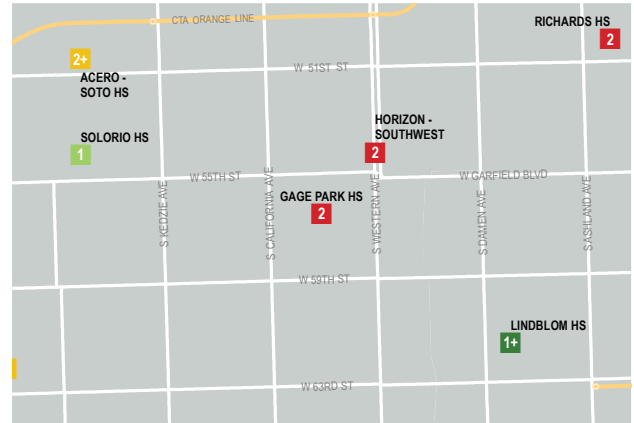 CTA ORANGE LINE
RICHARDS HS
2
2+
ACERO -
SOTO HS
W 51ST ST
SOLORIO HS
1
HORIZON -
SOUTHWEST
2
W 55TH ST
W GARFIELD BLVD
GAGE PARK HS
2
S KEDZIE AVE
S CALIFORNIA AVE
S WESTERN AVE
S DAMEN AVE
S ASHLAND AVE
W 59TH ST
LINDBLOM HS
1+
W 63RD ST